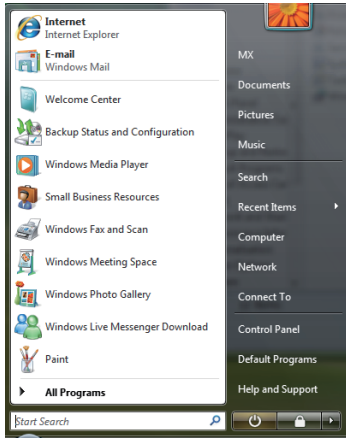 Internet
Internet Explorer
E-mail
Windows Mail
Welcome Center
Backup Status and Configuration
Windows Media Player
Small Business Resources
Windows Fax and Scan
Windows Meeting Space
Windows Photo Gallery
Windows Live Messenger Download
Paint
All Programs
Start Search
MX
Documents
Pictures
Music
Search
Recent Items
Computer
Network
Connect To
Control Panel
Default Programs
Help and Support